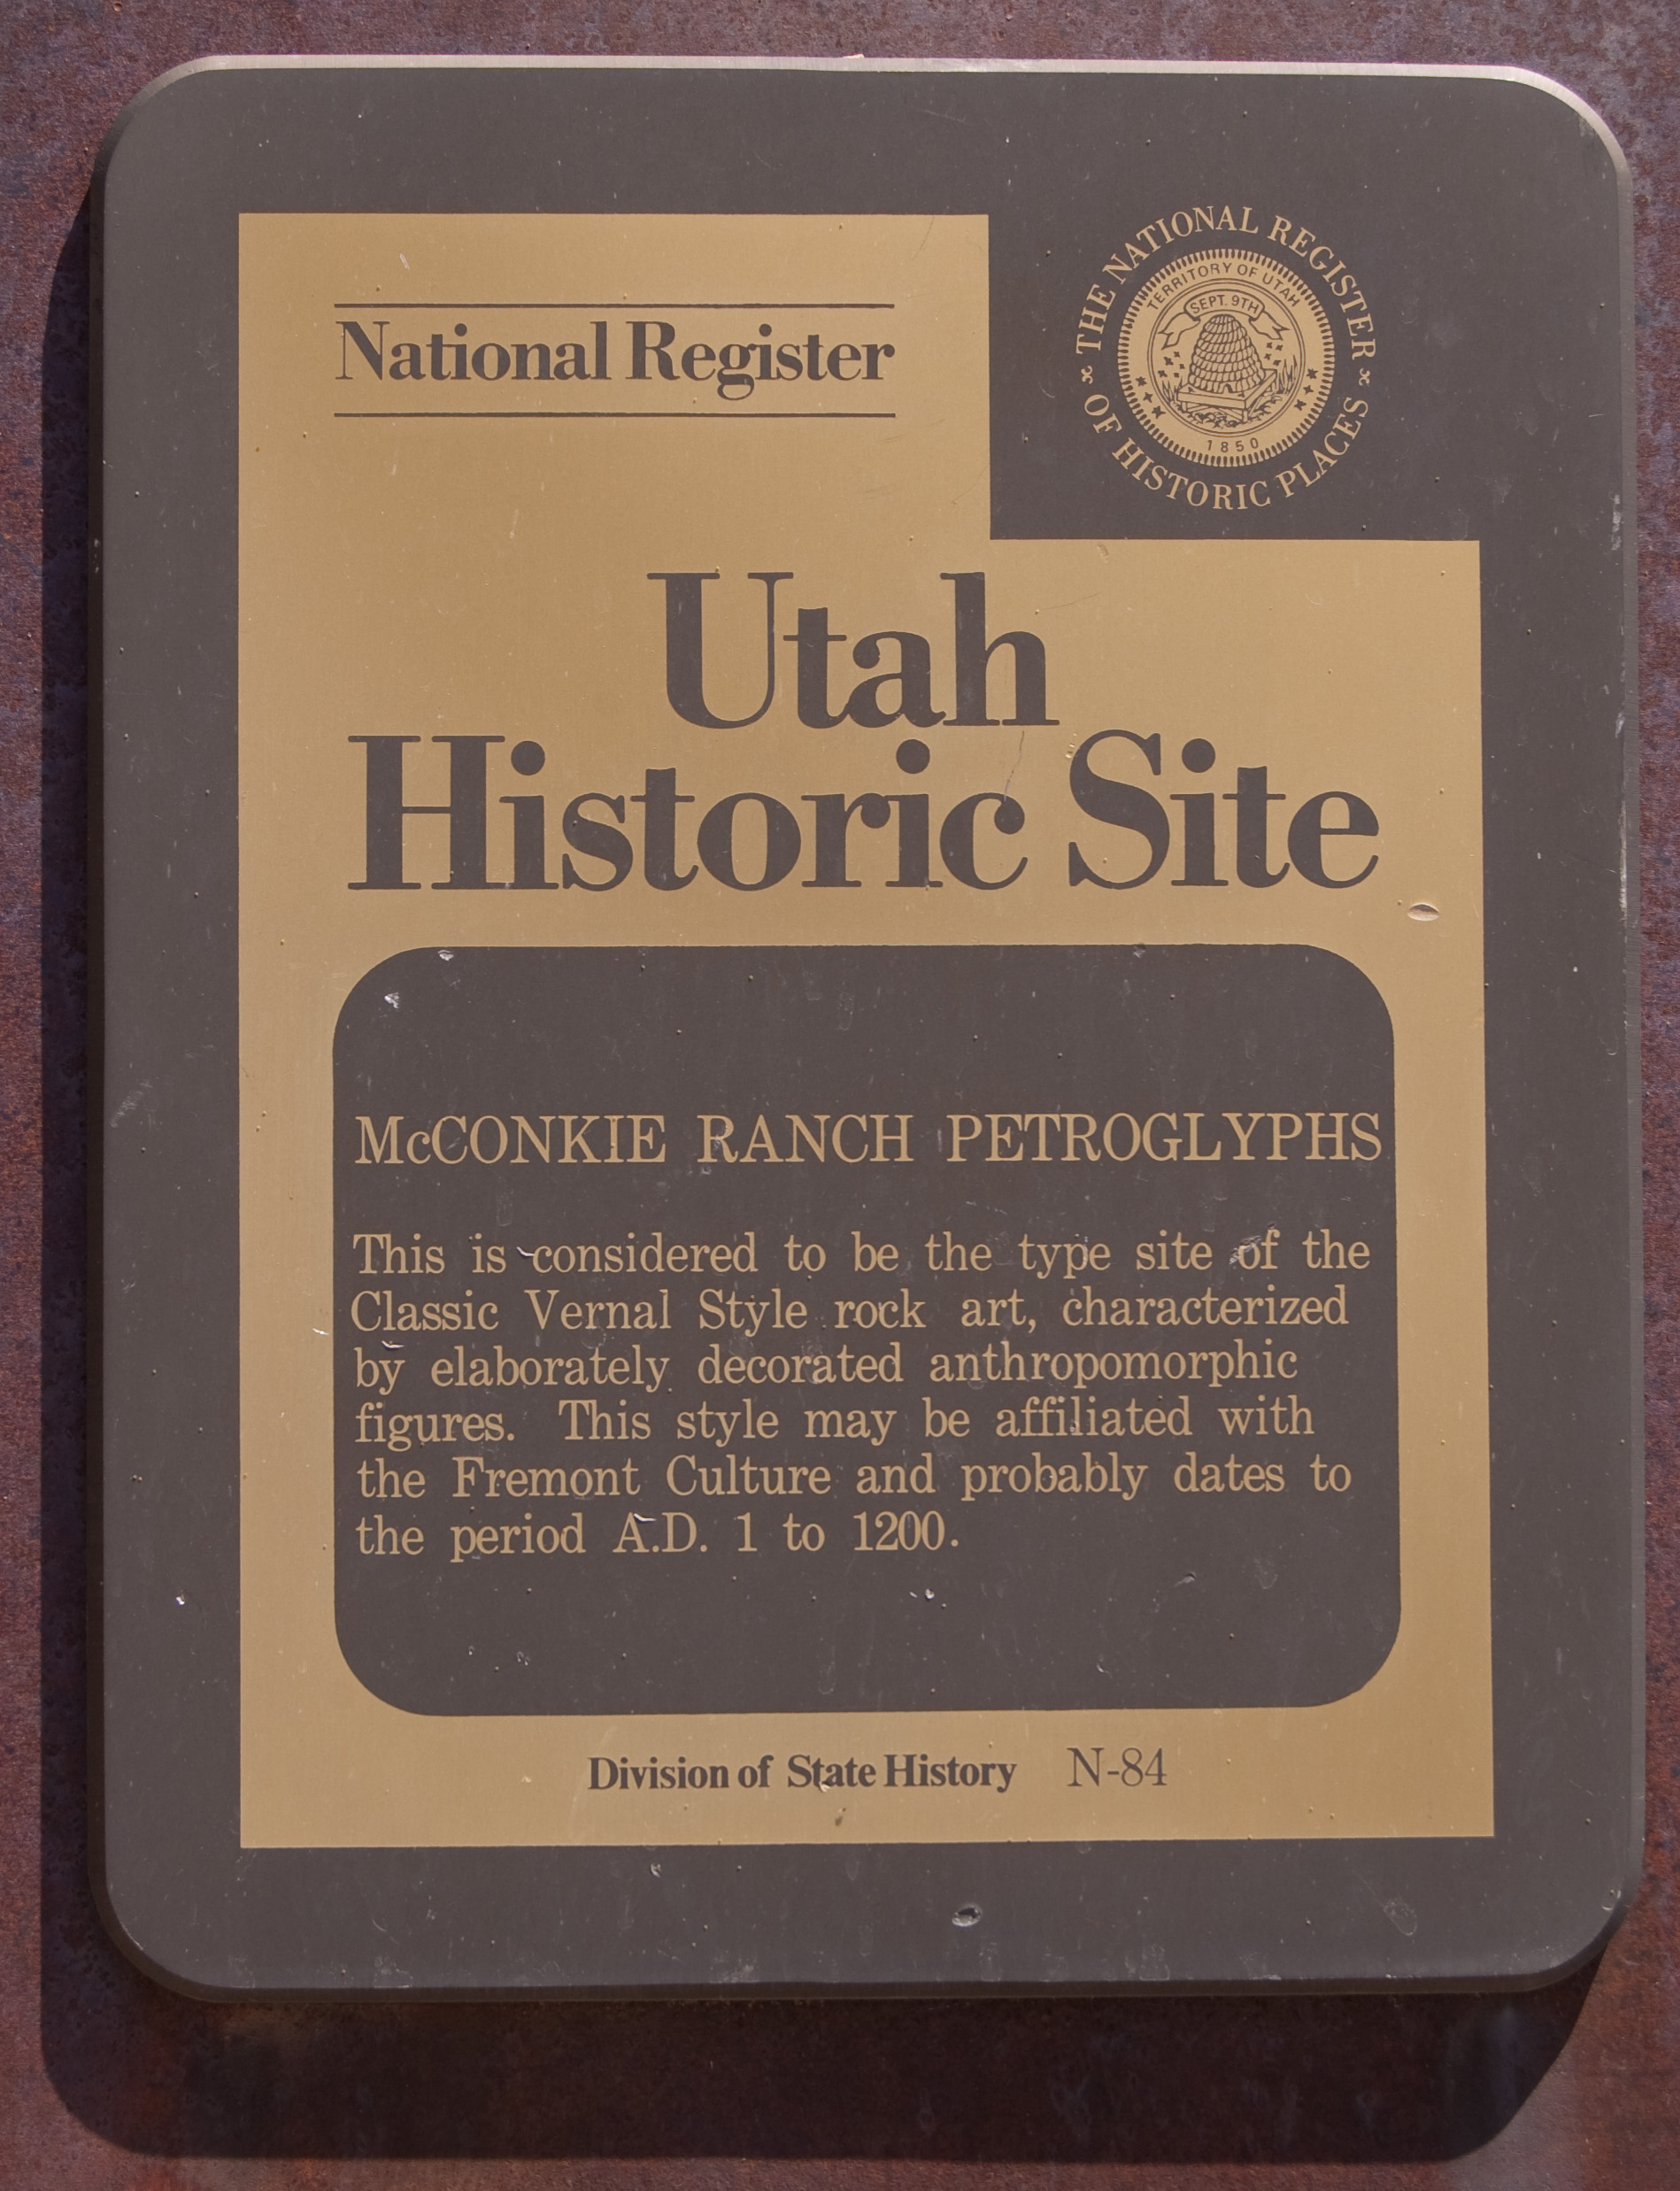 National Register
THE NATIONAL REGISTER
OF HISTORIC PLACES
TERRITORY OF UTAH
SEPT. 9TH
1850
Utah
Historic Site
McCONKIE RANCH PETROGLYPHS
This is considered to be the type site of the
Classic Vernal Style rock art, characterized
by elaborately decorated anthropomorphic
figures. This style may be affiliated with
the Fremont Culture and probably dates to
the period A.D. 1 to 1200.
Division of State History N-84